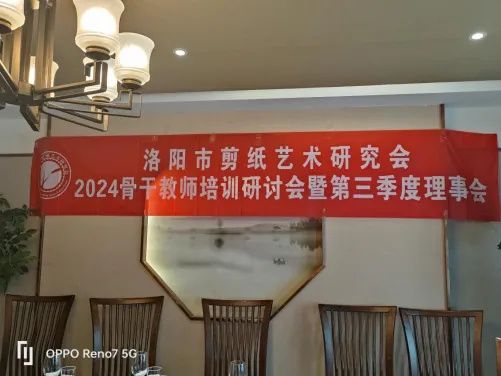 洛阳市剪纸艺术研究会
2024骨干教师培训研讨会暨第三季度理事会
OPPO Reno7 5G